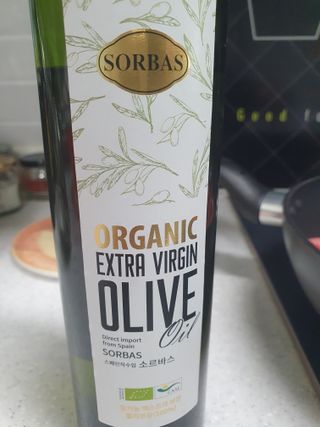 SORBAS
Good fo
ORGANIC
EXTRA VIRGIN
OLIVE
Oil
Direct import
from Spain
SORBAS
스페인직수입 소르바스